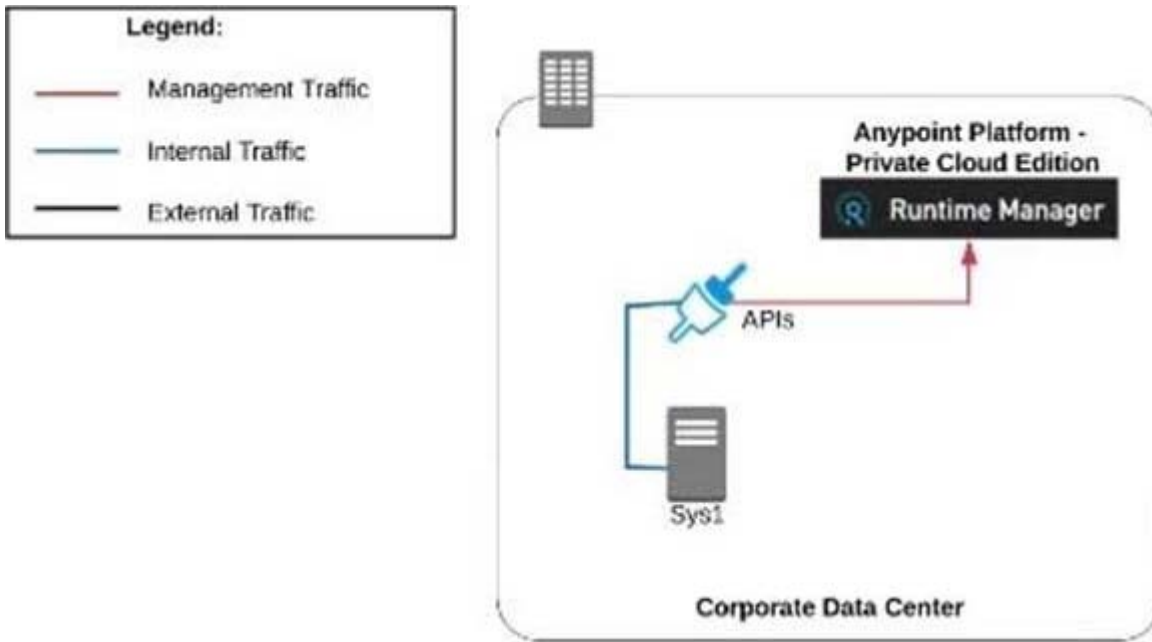 Legend:
Management Traffic
Internal Traffic
External Traffic
Anypoint Platform -
Private Cloud Edition
Runtime Manager
APIs
Sys1
Corporate Data Center